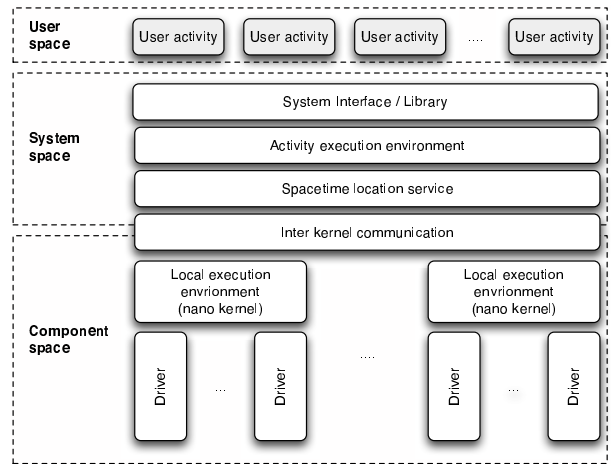 User
space
User activity
User activity
User activity
....
User activity
System
space
System Interface / Library
Activity execution environment
Spacetime location service
Inter kernel communication
Component
space
Local execution
envrionment
(nano kernel)
Local execution
envrionment
(nano kernel)
....
Driver
...
Driver
Driver
...
Driver